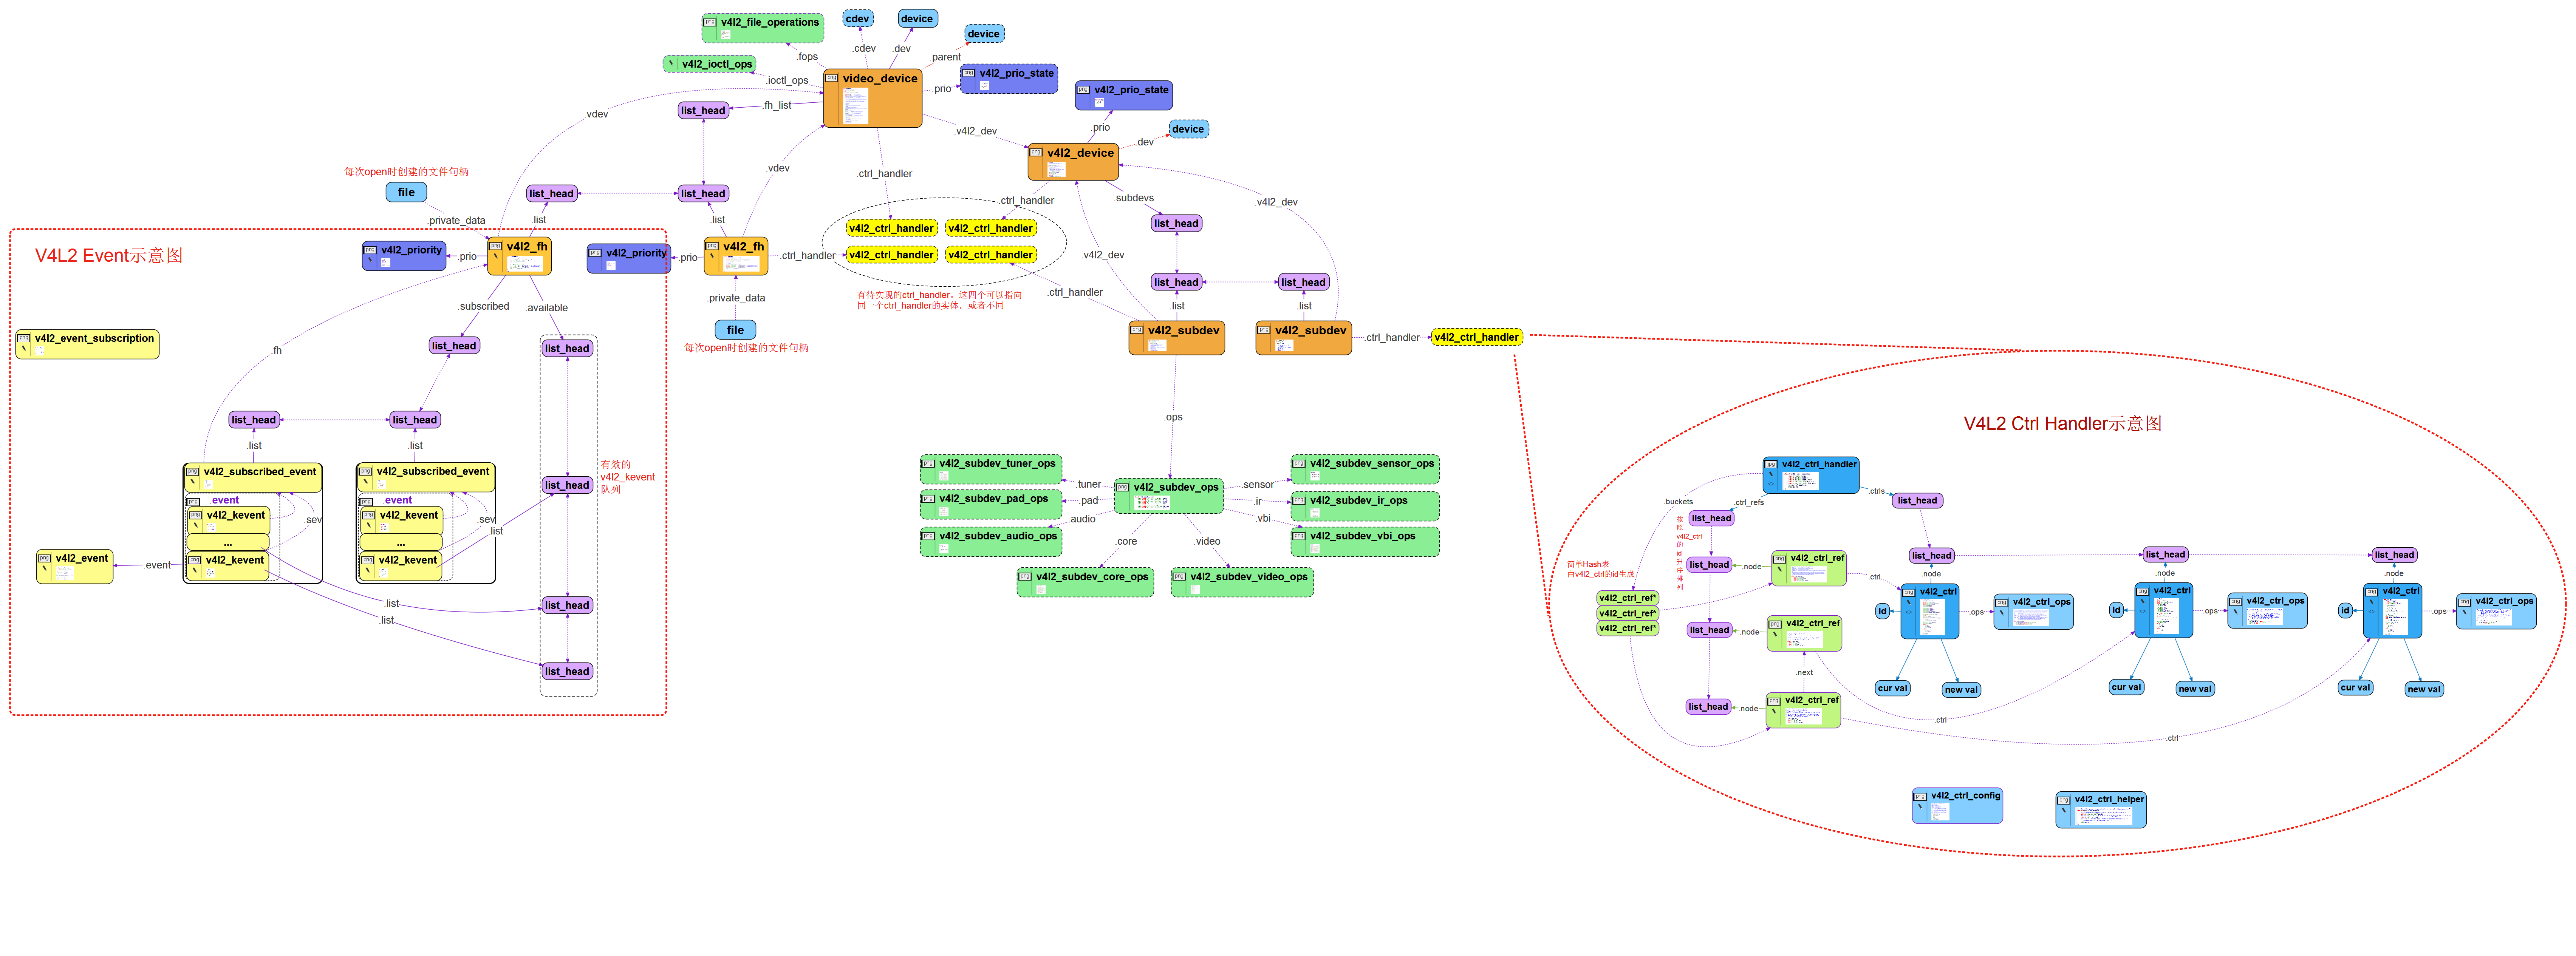 v4l2_file_operations
cdev
device
device
.cdev
.dev
.fops
.parent
v4l2_ioctl_ops
.ioctl_ops
video_device
.prio
v4l2_prio_state
v4l2_prio_state
list_head
.fh_list
.vdev
.v4l2_dev
.prio
device
.dev
v4l2_device
.vdev
.ctrl_handler
每次open时创建的文件句柄
file
list_head
list_head
.private_data
.list
.list
.ctrl_handler
.subdevs
.v4l2_dev
list_head
v4l2_ctrl_handler
v4l2_ctrl_handler
v4l2_ctrl_handler
v4l2_ctrl_handler
V4L2 Event示意图
v4l2_priority
.prio
v4l2_fh
v4l2_priority
.prio
v4l2_fh
.ctrl_handler
.v4l2_dev
list_head
list_head
有待实现的ctrl_handler，这四个可以指向
同一个ctrl_handler的实体，或者不同
.ctrl_handler
.list
.list
.subscribed
.available
.private_data
file
每次open时创建的文件句柄
v4l2_subdev
v4l2_subdev
.ctrl_handler
v4l2_ctrl_handler
v4l2_event_subscription
.fh
list_head
list_head
list_head
list_head
.list
.list
.ops
v4l2_subscribed_event
v4l2_subscribed_event
有效的
v4l2_kevent
队列
list_head
.event
.event
v4l2_kevent
v4l2_kevent
.sev
.sev
.list
...
...
v4l2_kevent
v4l2_kevent
v4l2_event
.event
.list
list_head
.list
list_head
v4l2_subdev_tuner_ops
.tuner
v4l2_subdev_ops
.sensor
v4l2_subdev_sensor_ops
v4l2_subdev_pad_ops
.pad
.ir
v4l2_subdev_ir_ops
v4l2_subdev_audio_ops
.audio
.vbi
v4l2_subdev_vbi_ops
.core
.video
v4l2_subdev_core_ops
v4l2_subdev_video_ops
V4L2 Ctrl Handler示意图
v4l2_ctrl_handler
.buckets
.ctrl_refs
.ctrls
list_head
list_head
按
照
v4l2_ctrl
的
id
升
序
排
列
list_head
list_head
list_head
简单Hash表
由v4l2_ctrl的id生成
list_head
.node
v4l2_ctrl_ref
.ctrl
.node
.node
.node
v4l2_ctrl
v4l2_ctrl
v4l2_ctrl
v4l2_ctrl_ref*
v4l2_ctrl_ref*
v4l2_ctrl_ref*
id
.ops
v4l2_ctrl_ops
id
.ops
v4l2_ctrl_ops
id
.ops
v4l2_ctrl_ops
list_head
.node
v4l2_ctrl_ref
.next
cur val
new val
cur val
new val
cur val
new val
list_head
.node
v4l2_ctrl_ref
.ctrl
.ctrl
v4l2_ctrl_config
v4l2_ctrl_helper